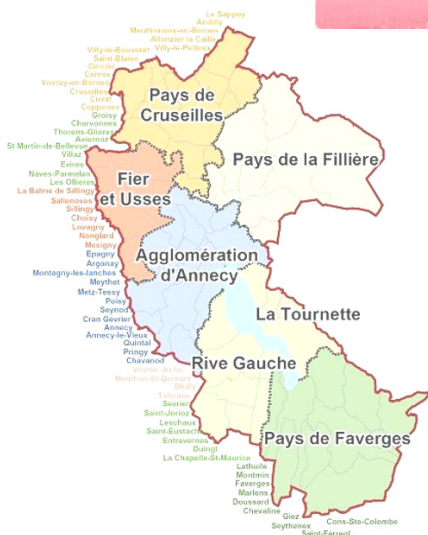 Le Sappey
Andilly
Menthonnex-en-Bornes
Allonzier la Caille
Villy-le-Pelloux
Villy-le-Bouveret
Saint-Blaise
Cercier
Cernex
Vovray-en-Bornes
Cruseilles
Cuvat
Copponex
Groisy
Charvonnex
Thorens-Glières
Aviernoz
St Martin-de-Bellevue
Villaz
Evires
Naves-Parmelan
Les Ollières
La Balme de Sillingy
Sallenoves
Sillingy
Choisy
Lovagny
Nonglard
Mesigny
Epagny
Argonay
Montagny-les-lanches
Meythet
Metz-Tessy
Poisy
Seynod
Cran Gevrier
Annecy
Annecy-le-Vieux
Quintal
Pringy
Chavanod
Veyrier du lac
Menthon-St-Bernard
Bluffy
Talloires
Sevrier
Saint-Jorioz
Leschaux
Saint-Eustache
Entrevernes
Duingt
La Chapelle-St-Maurice
Lathuile
Montmin
Faverges
Marlens
Doussard
Chevaline
Giez
Seythenex
Cons-Ste-Colombe
Saint-Ferréol
Pays de
Cruseilles
Pays de la Fillière
Fier
et Usses
Agglomération
d'Annecy
La Tournette
Rive Gauche
Pays de Faverges